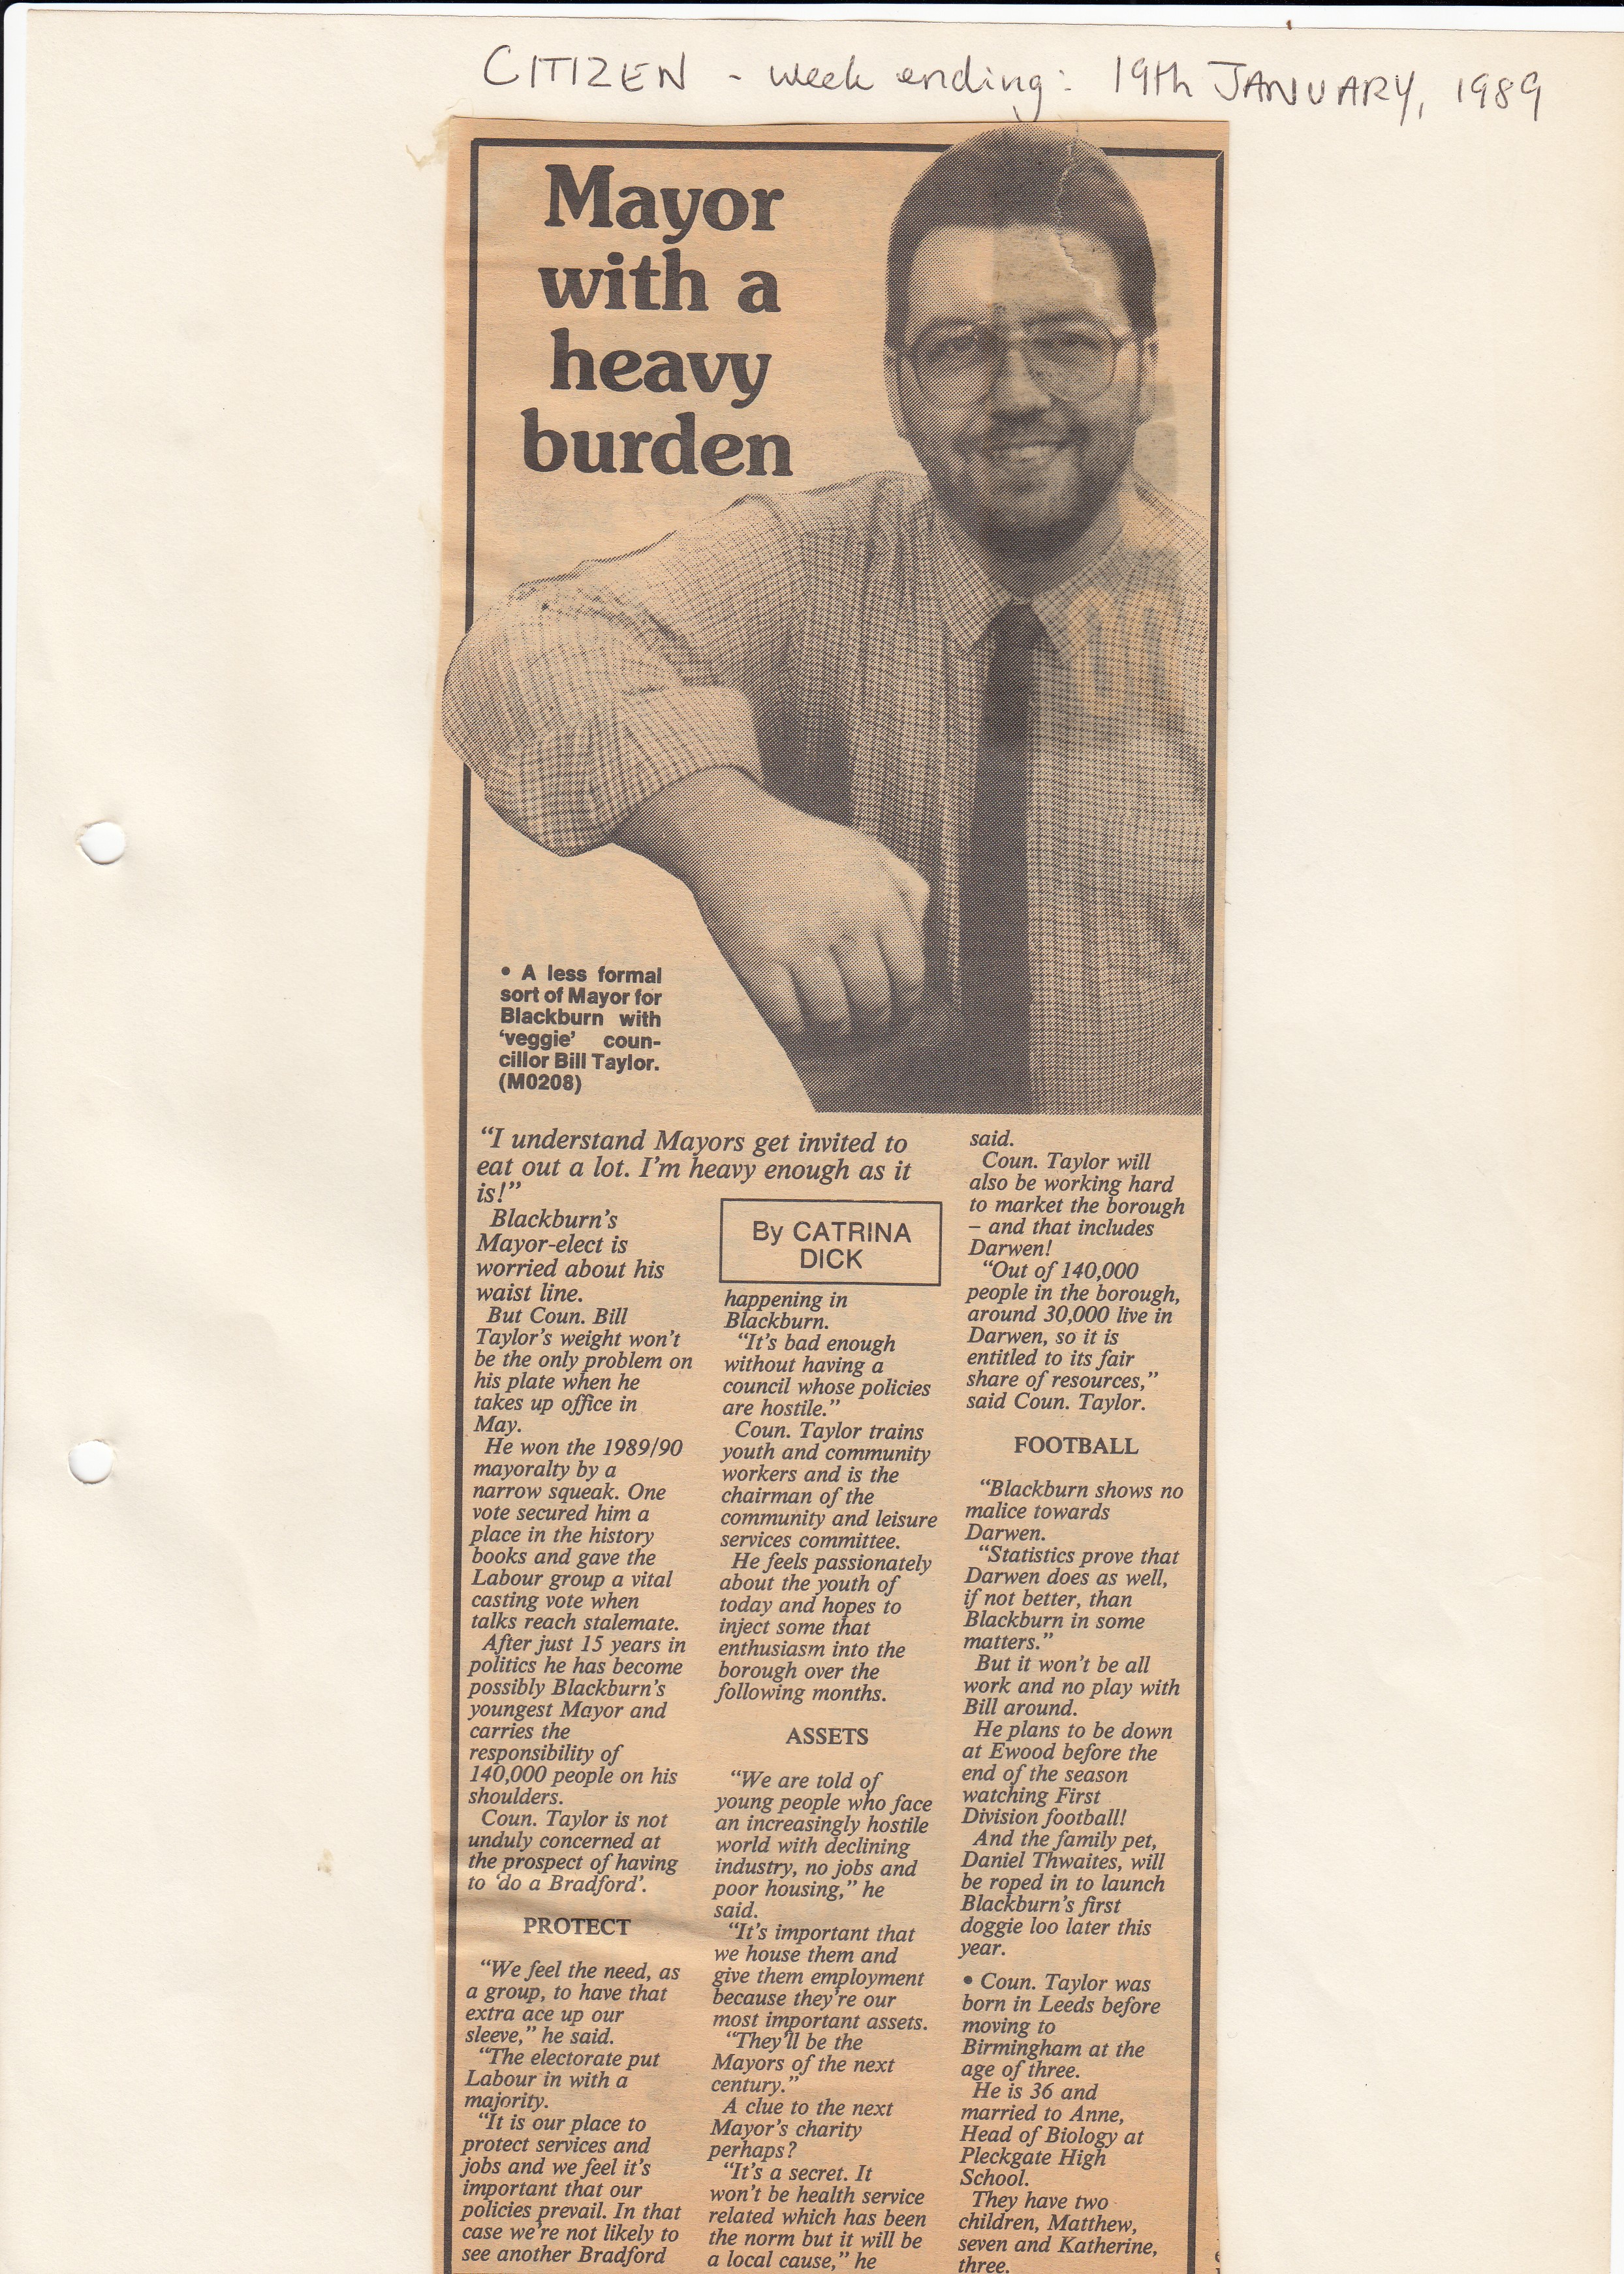 CITIZEN - week ending: 19th JANUARY, 1989
Mayor
with a
heavy
burden
• A less formal
sort of Mayor for
Blackburn with
‘veggie’ coun-
cillor Bill Taylor.
(M0208)
“I understand Mayors get invited to
eat out a lot. I’m heavy enough as it
is!”
Blackburn’s
Mayor-elect is
worried about his
waist line.
But Coun. Bill
Taylor’s weight won’t
be the only problem on
his plate when he
takes up office in
May.
He won the 1989/90
mayoralty by a
narrow squeak. One
vote secured him a
place in the history
books and gave the
Labour group a vital
casting vote when
talks reach stalemate.
After just 15 years in
politics he has become
possibly Blackburn’s
youngest Mayor and
carries the
responsibility of
140,000 people on his
shoulders.
Coun. Taylor is not
unduly concerned at
the prospect of having
to ‘do a Bradford’.
PROTECT
“We feel the need, as
a group, to have that
extra ace up our
sleeve,” he said.
“The electorate put
Labour in with a
majority.
“It is our place to
protect services and
jobs and we feel it’s
important that our
policies prevail. In that
case we’re not likely to
see another Bradford
By CATRINA
DICK
happening in
Blackburn.
“It’s bad enough
without having a
council whose policies
are hostile.”
Coun. Taylor trains
youth and community
workers and is the
chairman of the
community and leisure
services committee.
He feels passionately
about the youth of
today and hopes to
inject some that
enthusiasm into the
borough over the
following months.
ASSETS
“We are told of
young people who face
an increasingly hostile
world with declining
industry, no jobs and
poor housing,” he
said.
“It’s important that
we house them and
give them employment
because they’re our
most important assets.
“They’ll be the
Mayors of the next
century.”
A clue to the next
Mayor’s charity
perhaps?
“It’s a secret. It
won’t be health service
related which has been
the norm but it will be
a local cause,” he
said.
Coun. Taylor will
also be working hard
to market the borough
– and that includes
Darwen!
“Out of 140,000
people in the borough,
around 30,000 live in
Darwen, so it is
entitled to its fair
share of resources,”
said Coun. Taylor.
FOOTBALL
“Blackburn shows no
malice towards
Darwen.
“Statistics prove that
Darwen does as well,
if not better, than
Blackburn in some
matters.”
But it won’t be all
work and no play with
Bill around.
He plans to be down
at Ewood before the
end of the season
watching First
Division football!
And the family pet,
Daniel Thwaites, will
be roped in to launch
Blackburn’s first
doggie loo later this
year.
• Coun. Taylor was
born in Leeds before
moving to
Birmingham at the
age of three.
He is 36 and
married to Anne,
Head of Biology at
Pleckgate High
School.
They have two
children, Matthew,
seven and Katherine,
three.